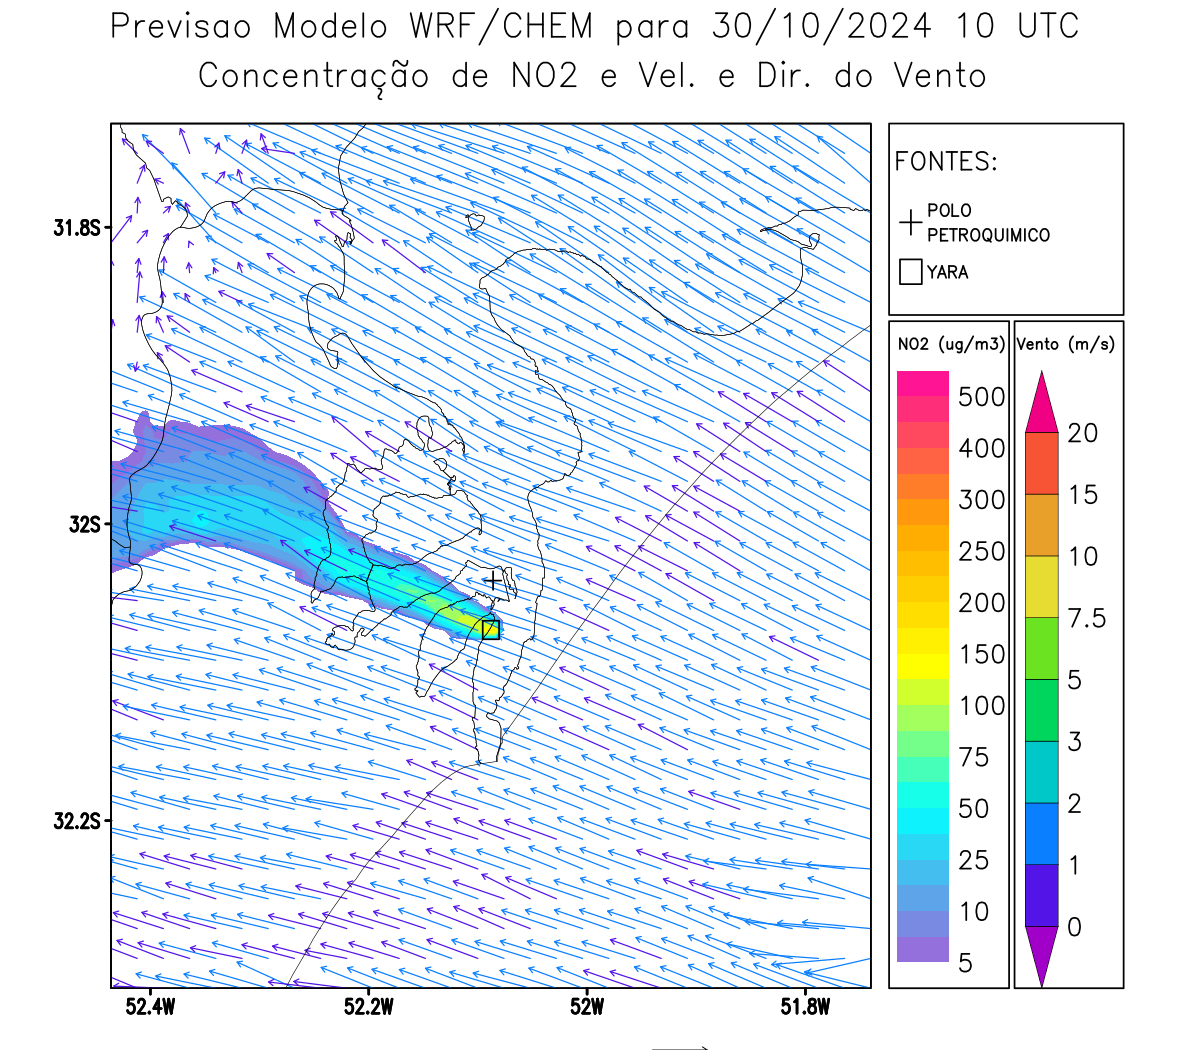 Previsao Modelo WRF/CHEM para 30/10/2024 10 UTC
Concentração de NO2 e Vel. e Dir. do Vento
FONTES:
POLO
PETROQUIMICO
YARA
31.8S
32S
32.2S
52.4W
52.2W
52W
51.8W
NO2 (ug/m3)
500
400
300
250
200
150
100
75
50
25
10
5
Vento (m/s)
20
15
10
7.5
5
3
2
1
0